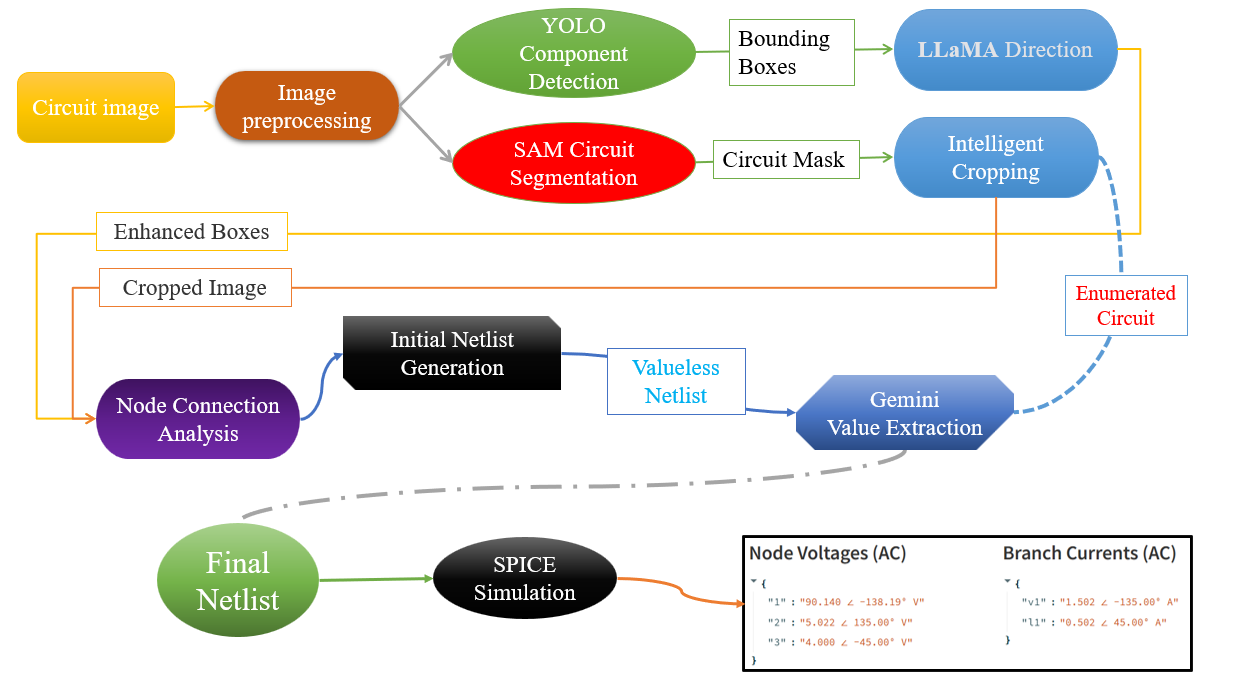 Circuit image
Image
preprocessing
YOLO
Component
Detection
Bounding
Boxes
LLaMA Direction
SAM Circuit
Segmentation
Circuit Mask
Intelligent
Cropping
Enhanced Boxes
Cropped Image
Enumerated
Circuit
Node Connection
Analysis
Initial Netlist
Generation
Valueless
Netlist
Gemini
Value Extraction
Final
Netlist
SPICE
Simulation
Node Voltages (AC)
{
"1" : "90.140 ∠ -138.19° V"
"2" : "5.022 ∠ 135.00° V"
"3" : "4.000 ∠ -45.00° V"
}
Branch Currents (AC)
{
"v1" : "1.502 ∠ -135.00° A"
"l1" : "0.502 ∠ 45.00° A"
}